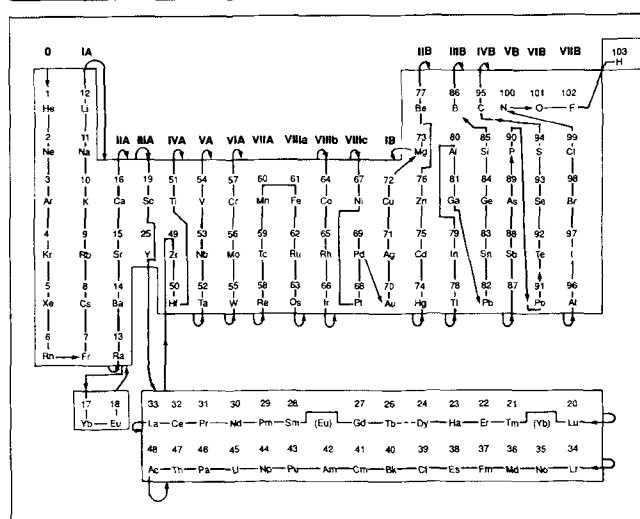 0 IA IIB IIIB IVB VB VIB VIIB 103
H
1 12 77 86 95 100 101 102
He Li Be B C N O F
2 11 73 80 85 90 94 99
Ne Na Mg Al Si P S Cl
IIA IIIA IVA VA VIA VIIA VIIIa VIIIb VIIIc IB
3 10 16 19 51 54 57 60 61 64 67 72 76 81 84 89 93 98
Ar K Ca Sc Ti V Cr Mn Fe Co Ni Cu Zn Ga Ge As Se Br
4 9 15 25 49 53 56 59 62 65 69 71 75 79 83 88 92 97
Kr Rb Sr Y Zr Nb Mo Tc Ru Rh Pd Ag Cd In Sn Sb Te I
5 8 14 50 52 55 58 63 66 68 70 74 78 82 87 91 96
Xe Cs Ba Hf Ta W Re Os Ir Pt Au Hg Tl Pb Po At
6 7 13
Rn Fr Ra
17 18 33 32 31 30 29 28 27 26 24 23 22 21 20
Yb Eu La Ce Pr Nd Pm Sm (Eu) Gd Tb Dy Ha Er Tm (Yb) Lu
48 47 46 45 44 43 42 41 40 39 38 37 36 35 34
Ac Th Pa U Np Pu Am Cm Bk Cl Es Fm Md No Lr